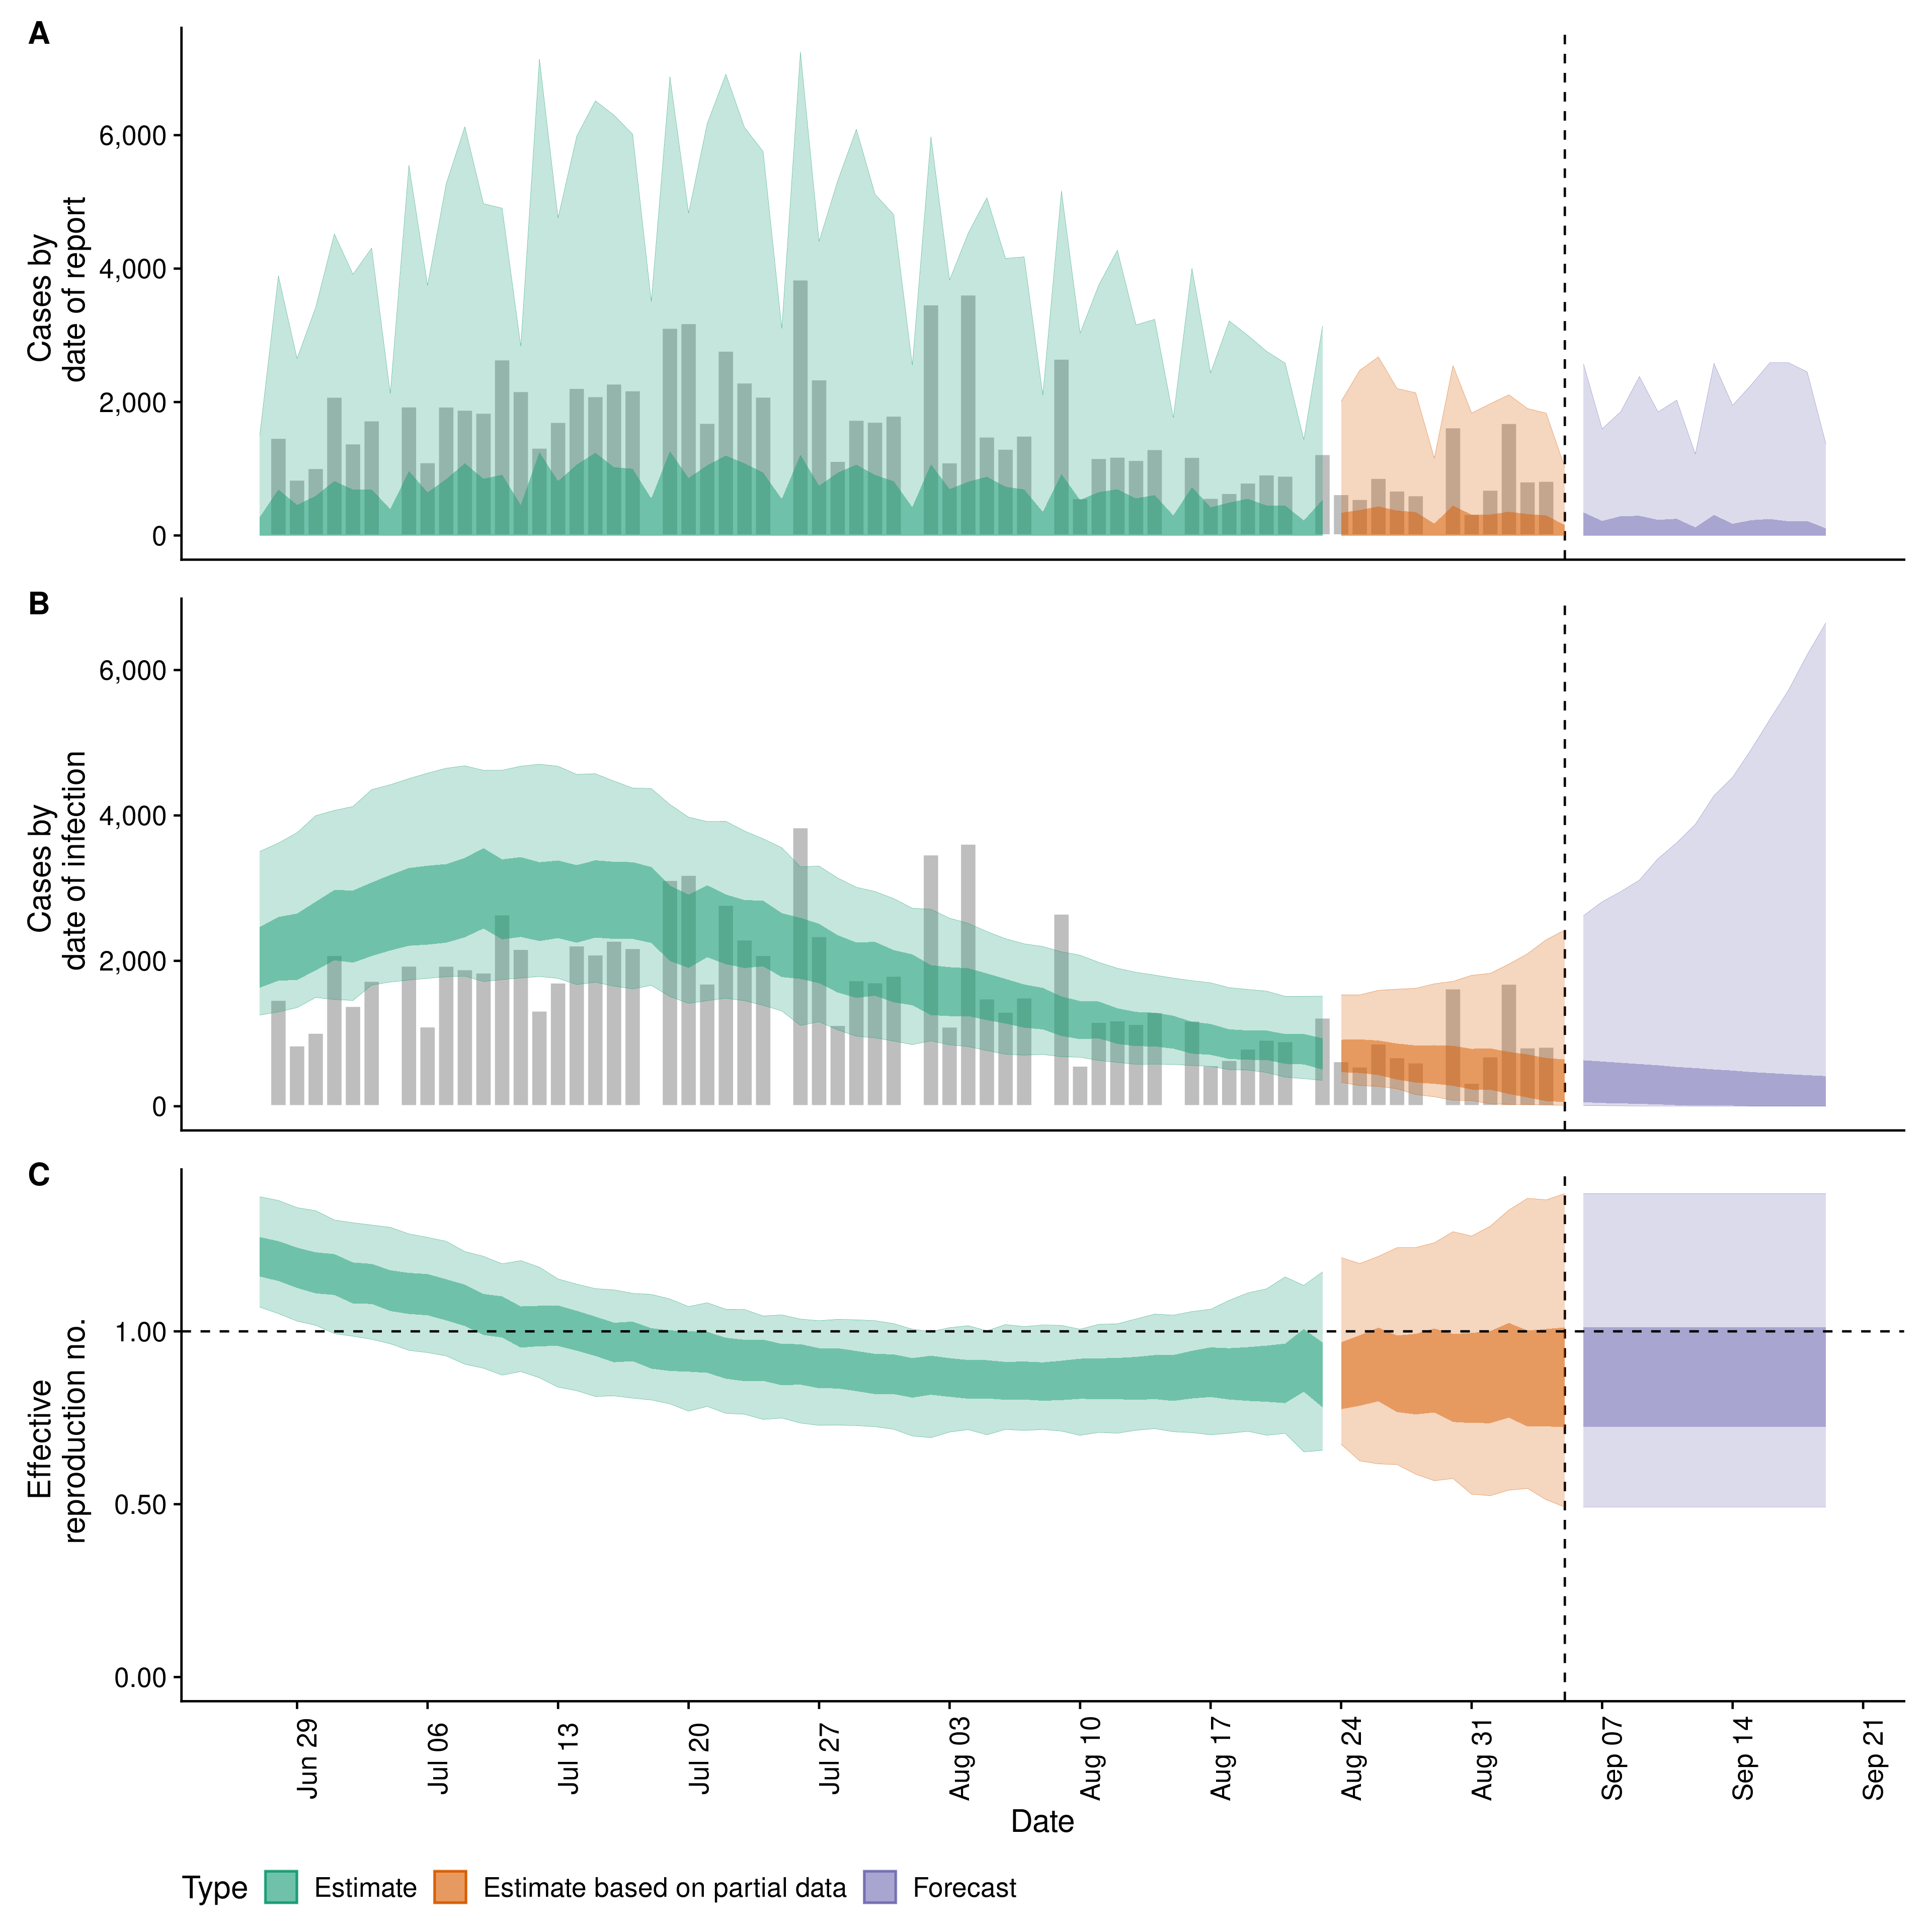 A
Cases by
date of report
6,000
4,000
2,000
0
B
Cases by
date of infection
6,000
4,000
2,000
0
C
Effective
reproduction no.
1.00
0.50
0.00
Jun 29
Jul 06
Jul 13
Jul 20
Jul 27
Aug 03
Aug 10
Aug 17
Aug 24
Aug 31
Sep 07
Sep 14
Sep 21
Date
Type Estimate Estimate based on partial data Forecast